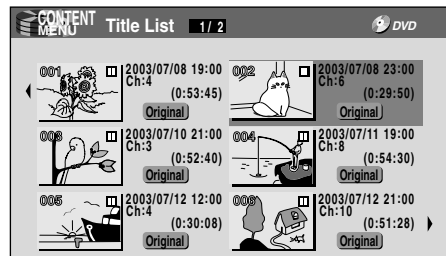 CONTENT MENU Title List 1/2 DVD
001 2003/07/08 19:00
Ch:4
(0:53:45)
Original
002 2003/07/08 23:00
Ch:6
(0:29:50)
Original
003 2003/07/10 21:00
Ch:3
(0:52:40)
Original
004 2003/07/11 19:00
Ch:8
(0:54:30)
Original
005 2003/07/12 12:00
Ch:4
(0:30:08)
Original
006 2003/07/12 21:00
Ch:10
(0:51:28)
Original